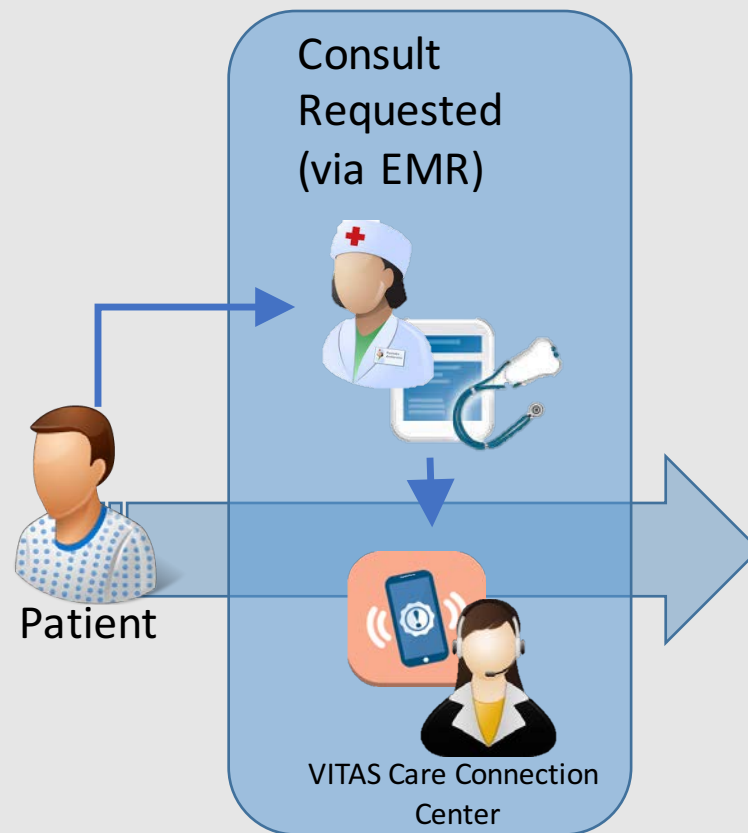 Consult
Requested
(via EMR)
Patient
VITAS Care Connection
Center